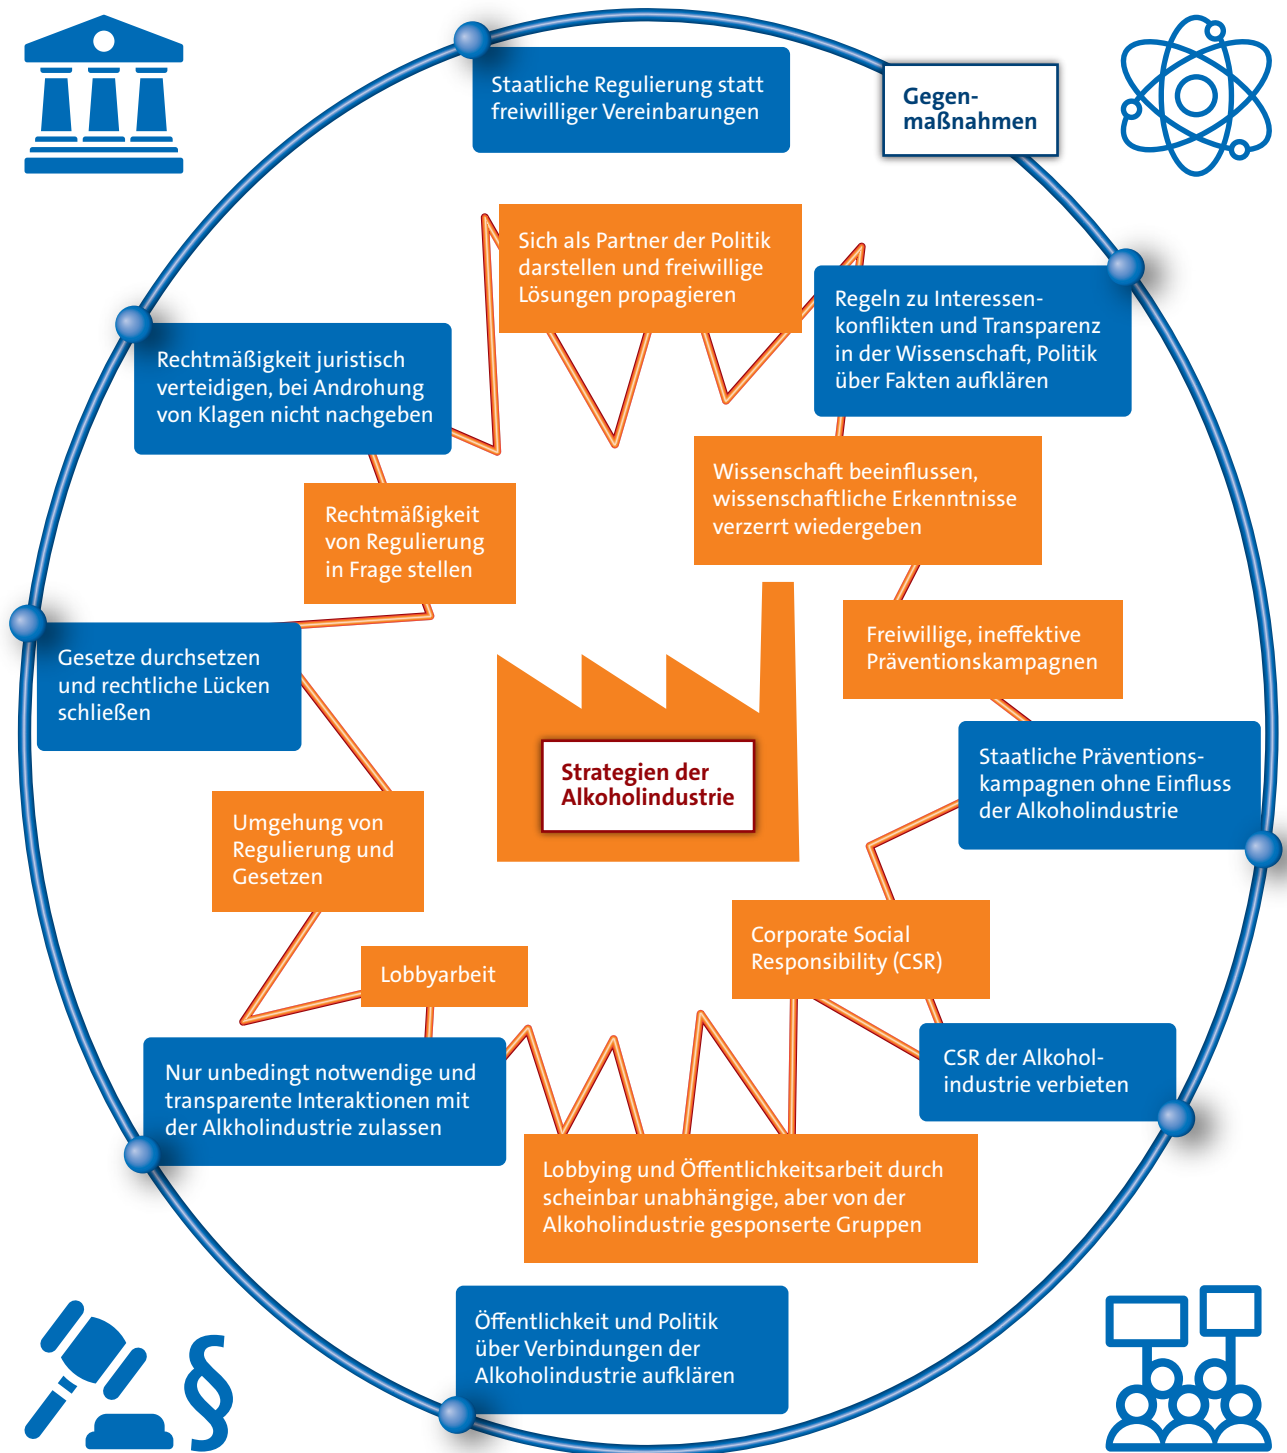 Staatliche Regulierung statt
freiwilliger Vereinbarungen
Gegen-
maßnahmen
Sich als Partner der Politik
darstellen und freiwillige
Lösungen propagieren
Regeln zu Interessen-
konflikten und Transparenz
in der Wissenschaft, Politik
über Fakten aufklären
Rechtmäßigkeit juristisch
verteidigen, bei Androhung
von Klagen nicht nachgeben
Wissenschaft beeinflussen,
wissenschaftliche Erkenntnisse
verzerrt wiedergeben
Rechtmäßigkeit
von Regulierung
in Frage stellen
Freiwillige, ineffektive
Präventionskampagnen
Gesetze durchsetzen
und rechtliche Lücken
schließen
Strategien der
Alkoholindustrie
Staatliche Präventions-
kampagnen ohne Einfluss
der Alkoholindustrie
Umgehung von
Regulierung und
Gesetzen
Corporate Social
Responsibility (CSR)
Lobbyarbeit
CSR der Alkohol-
industrie verbieten
Nur unbedingt notwendige und
transparente Interaktionen mit
der Alkholindustrie zulassen
Lobbying und Öffentlichkeitsarbeit durch
scheinbar unabhängige, aber von der
Alkoholindustrie gesponserte Gruppen
Öffentlichkeit und Politik
über Verbindungen der
Alkoholindustrie aufklären
§